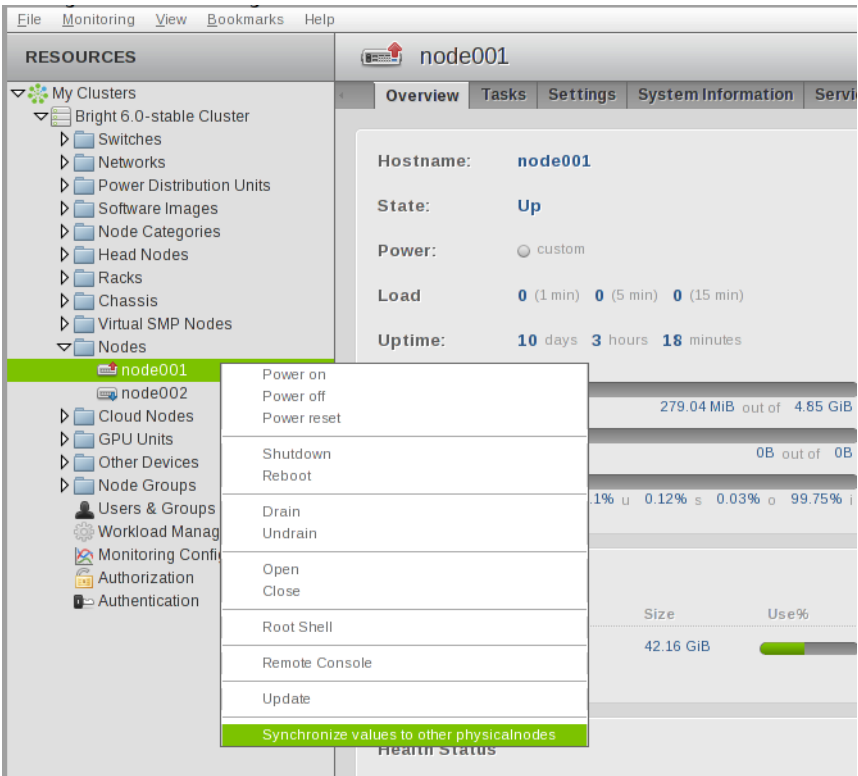 File Monitoring View Bookmarks Help
RESOURCES
node001
My Clusters
Bright 6.0-stable Cluster
Switches
Networks
Power Distribution Units
Software Images
Node Categories
Head Nodes
Racks
Chassis
Virtual SMP Nodes
Nodes
node001
node002
Cloud Nodes
GPU Units
Other Devices
Node Groups
Users & Groups
Workload Manag
Monitoring Config
Authorization
Authentication
Overview Tasks Settings System Information Servi
Hostname: node001
State: Up
Power: custom
Load 0 (1 min) 0 (5 min) 0 (15 min)
Uptime: 10 days 3 hours 18 minutes
279.04 MiB out of 4.85 GiB
0B out of 0B
.1% u 0.12% s 0.03% o 99.75% i
Size Use%
42.16 GiB
Health Status
Power on
Power off
Power reset
Shutdown
Reboot
Drain
Undrain
Open
Close
Root Shell
Remote Console
Update
Synchronize values to other physicalnodes